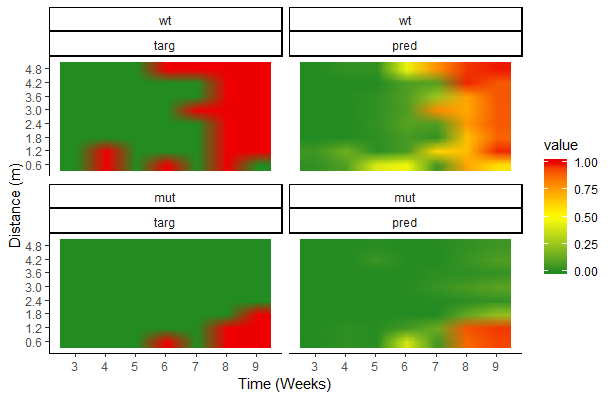 wt
wt
targ
pred
4.8
4.2
3.6
3.0
2.4
1.8
1.2
0.6
mut
mut
targ
pred
4.8
4.2
3.6
3.0
2.4
1.8
1.2
0.6
3 4 5 6 7 8 9
3 4 5 6 7 8 9
Time (Weeks)
Distance (m)
value
1.00
0.75
0.50
0.25
0.00